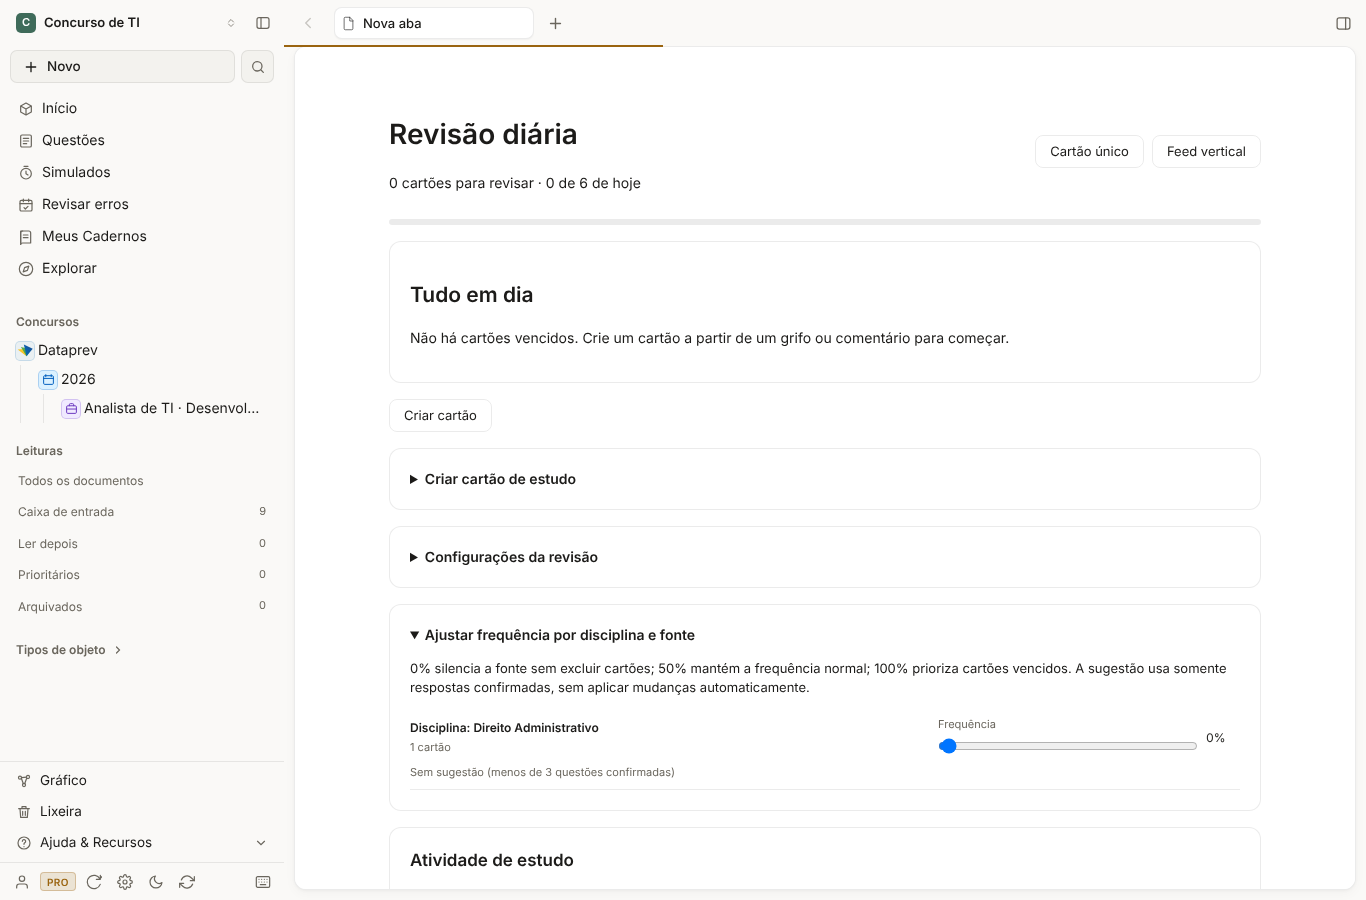 C Concurso de TI
Nova aba
Novo
Início
Questões
Simulados
Revisar erros
Meus Cadernos
Explorar
Concursos
Dataprev
2026
Analista de TI · Desenvol...
Leituras
Todos os documentos
Caixa de entrada 9
Ler depois 0
Prioritários 0
Arquivados 0
Tipos de objeto
Gráfico
Lixeira
Ajuda & Recursos
PRO
Revisão diária
Cartão único
Feed vertical
0 cartões para revisar · 0 de 6 de hoje
Tudo em dia
Não há cartões vencidos. Crie um cartão a partir de um grifo ou comentário para começar.
Criar cartão
Criar cartão de estudo
Configurações da revisão
Ajustar frequência por disciplina e fonte
0% silencia a fonte sem excluir cartões; 50% mantém a frequência normal; 100% prioriza cartões vencidos. A sugestão usa somente
respostas confirmadas, sem aplicar mudanças automaticamente.
Disciplina: Direito Administrativo
1 cartão
Sem sugestão (menos de 3 questões confirmadas)
Frequência
0%
Atividade de estudo